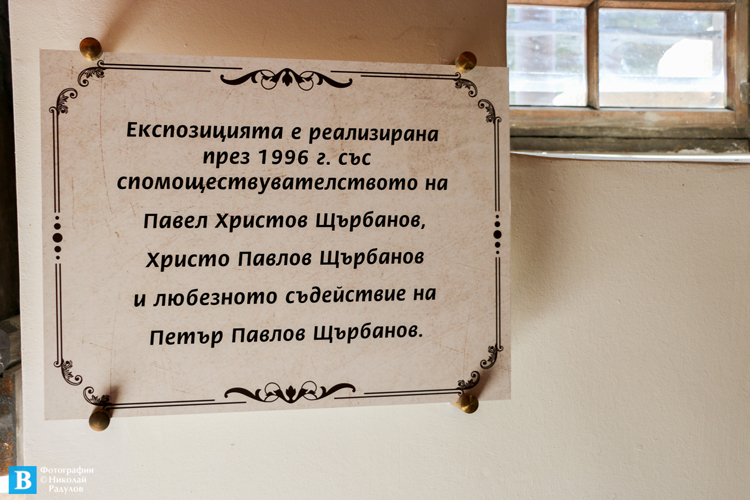 Експозицията е реализирана
през 1996 г. със
спомоществувателството на
Павел Христов Щърбанов,
Христо Павлов Щърбанов
и любезното съдействие на
Петър Павлов Щърбанов.
B
Фотографии
© Николай
Радулов